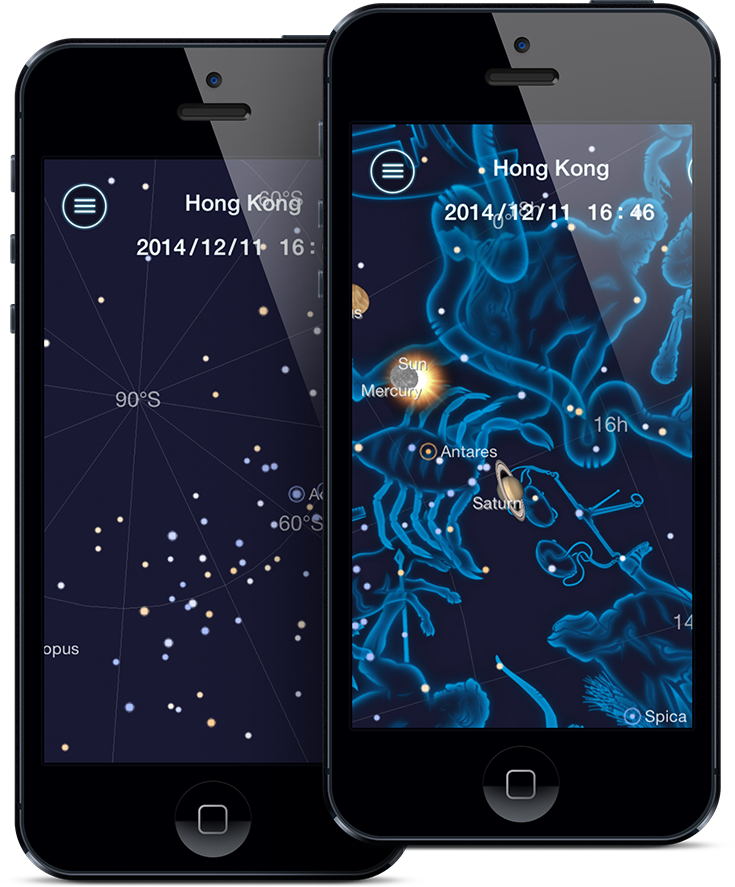 Hong Kong
60°S
2014/12/11 16:
90°S
60°S
opus
Hong Kong
18h
2014/12/11 16:46
0°
Sun
Mercury
16h
Antares
Saturn
14
Spica